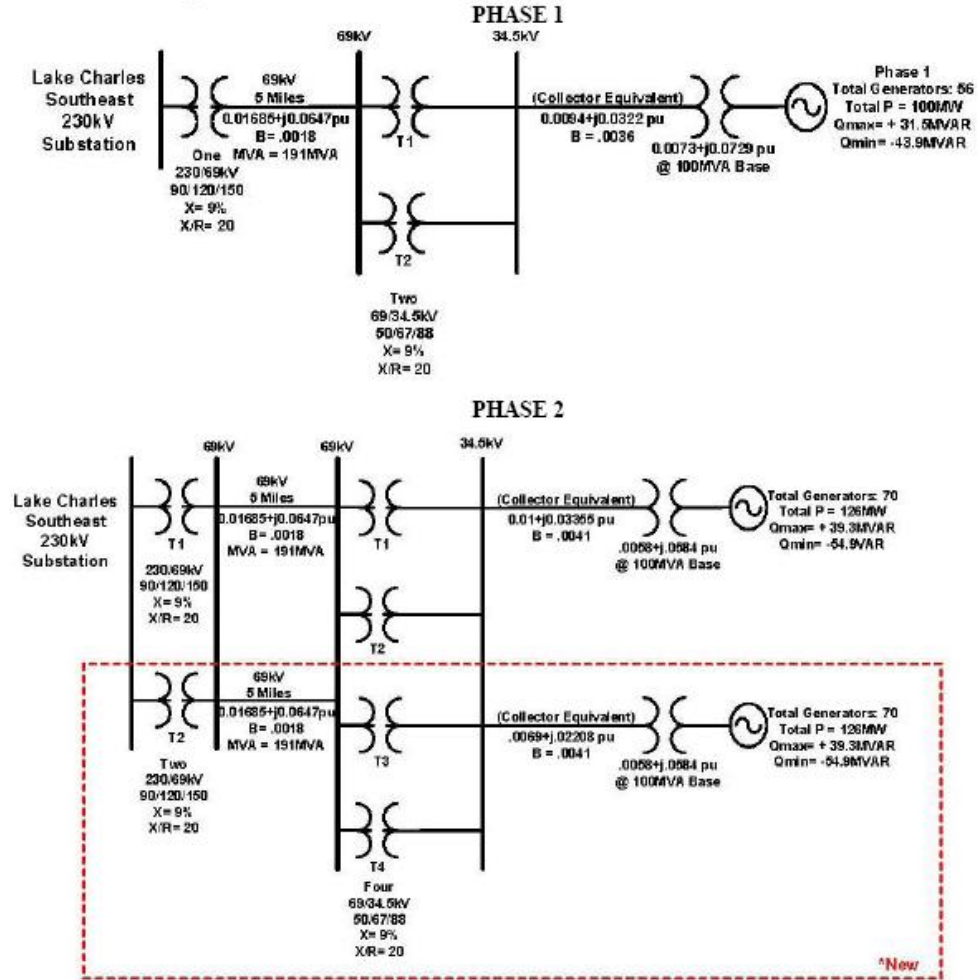 PHASE 1
69kV
34.5kV
Lake Charles
Southeast
230kV
Substation
One
230/69kV
90/120/150
X= 9%
X/R= 20
69kV
5 Miles
0.01685+j0.0647pu
B= .0018
MVA = 191MVA
T1
T2
Two
69/34.5kV
50/67/88
X= 9%
X/R= 20
(Collector Equivalent)
0.0094+j0.0322 pu
B = .0036
0.0073+j0.0729 pu
@ 100MVA Base
Phase 1
Total Generators: 56
Total P = 100MW
Qmax= + 31.5MVAR
Qmin= -43.9MVAR
PHASE 2
69kV
69kV
34.5kV
Lake Charles
Southeast
230kV
Substation
T1
230/69kV
90/120/150
X= 9%
X/R= 20
69kV
5 Miles
0.01685+j0.0647pu
B= .0018
MVA = 191MVA
T1
T2
(Collector Equivalent)
0.01+j0.03355 pu
B = .0041
.0058+j.0584 pu
@ 100MVA Base
Total Generators: 70
Total P = 126MW
Qmax= + 39.3MVAR
Qmin= -54.9VAR
T2
Two
230/69kV
90/120/150
X= 9%
X/R= 20
69kV
5 Miles
0.01685+j0.0647pu
B= .0018
MVA = 191MVA
T3
T4
Four
69/34.5kV
50/67/88
X= 9%
X/R= 20
(Collector Equivalent)
.0069+j.02208 pu
B = .0041
.0058+j.0584 pu
@ 100MVA Base
Total Generators: 70
Total P = 126MW
Qmax= + 39.3MVAR
Qmin= -54.9MVAR
*New